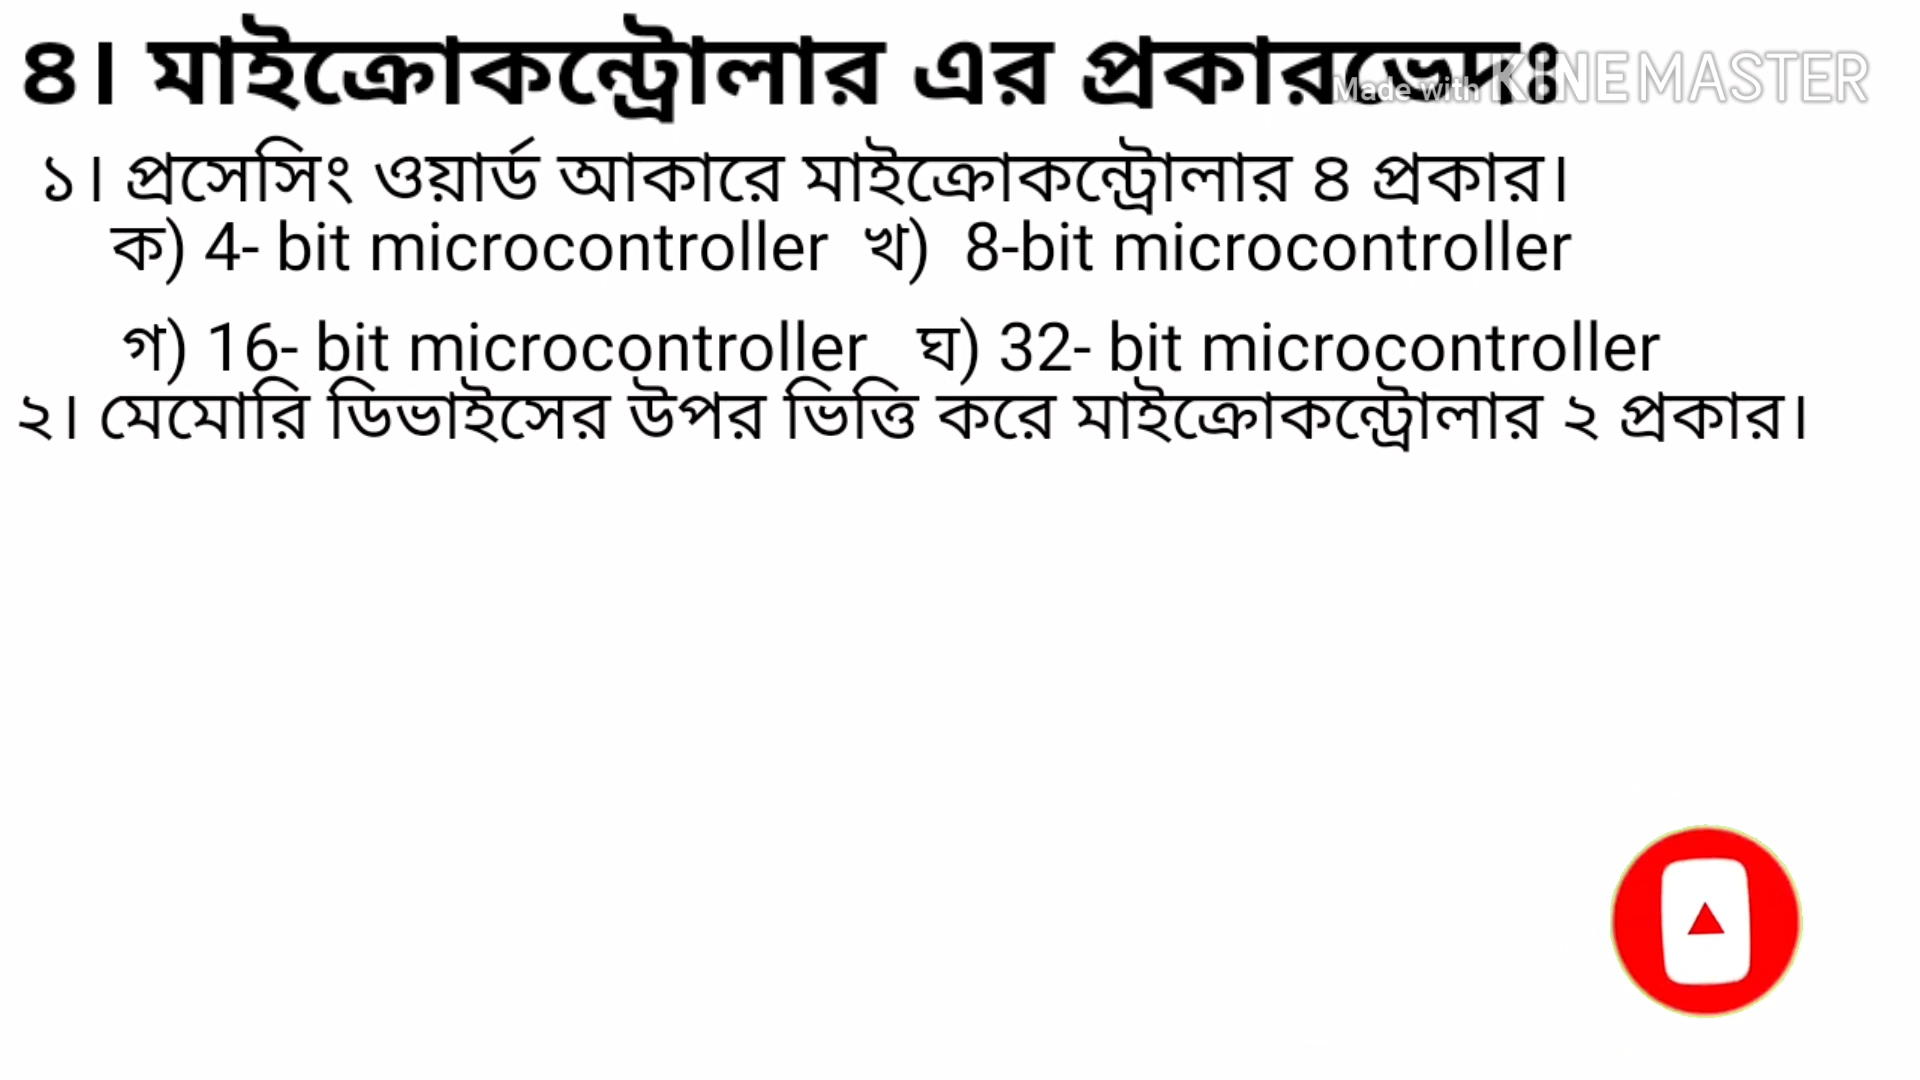 ৪। মাইক্রোকন্ট্রোলার এর প্রকারভেদঃ
Made with KINEMASTER
১। প্রসেসিং ওয়ার্ড আকারে মাইক্রোকন্ট্রোলার ৪ প্রকার।
ক) 4- bit microcontroller খ) 8-bit microcontroller
গ) 16- bit microcontroller ঘ) 32- bit microcontroller
২। মেমোরি ডিভাইসের উপর ভিত্তি করে মাইক্রোকন্ট্রোলার ২ প্রকার।